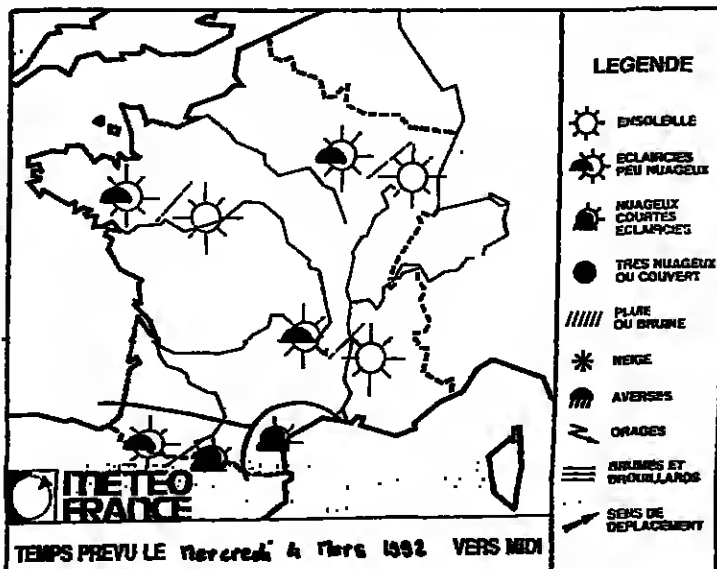 LEGENDE
ENSOLEILLE
ECLAIRCIES
PEU NUAGEUX
NUAGEUX
COURTES
ECLAIRCIES
TRES NUAGEUX
OU COUVERT
PLUIE
OU BRUINE
NEIGE
AVERSES
ORAGES
BRUMES ET
BROUILLARDS
SENS DE
DEPLACEMENT
METEO
FRANCE
TEMPS PREVU LE Mercredi 4 Mars 1992 VERS MIDI